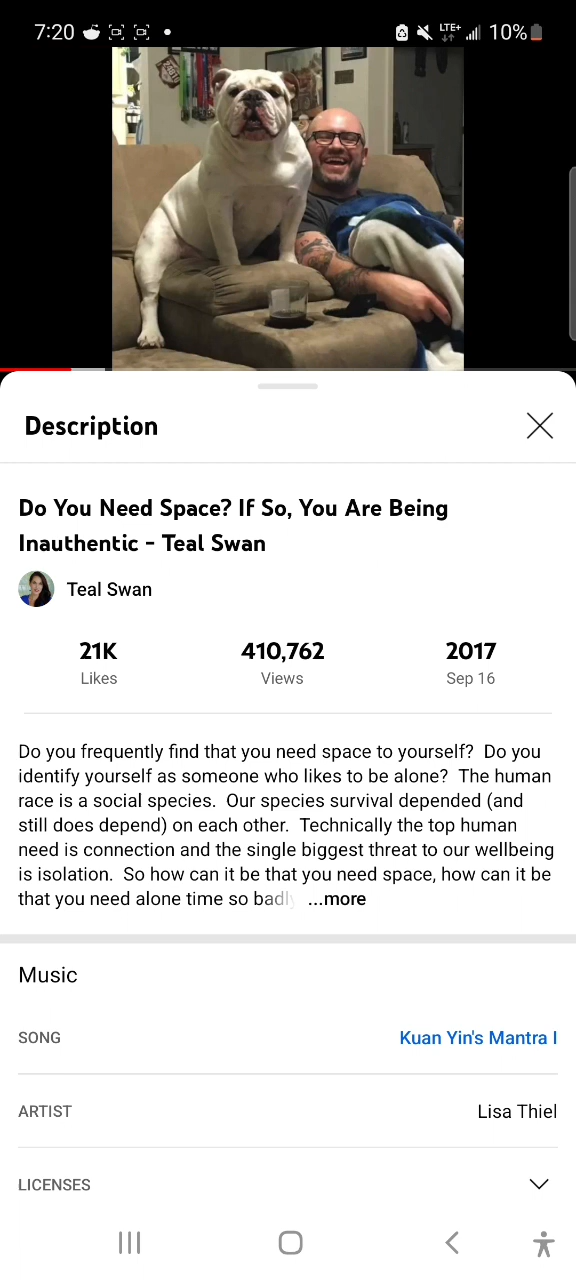 7:20
LTE+
10%
Description
Do You Need Space? If So, You Are Being
Inauthentic - Teal Swan
Teal Swan
21K
410,762
2017
Likes
Views
Sep 16
Do you frequently find that you need space to yourself?  Do you
identify yourself as someone who likes to be alone?  The human
race is a social species.  Our species survival depended (and
still does depend) on each other.  Technically the top human
need is connection and the single biggest threat to our wellbeing
is isolation.  So how can it be that you need space, how can it be
that you need alone time so badly ...more
Music
SONG
Kuan Yin's Mantra I
ARTIST
Lisa Thiel
LICENSES